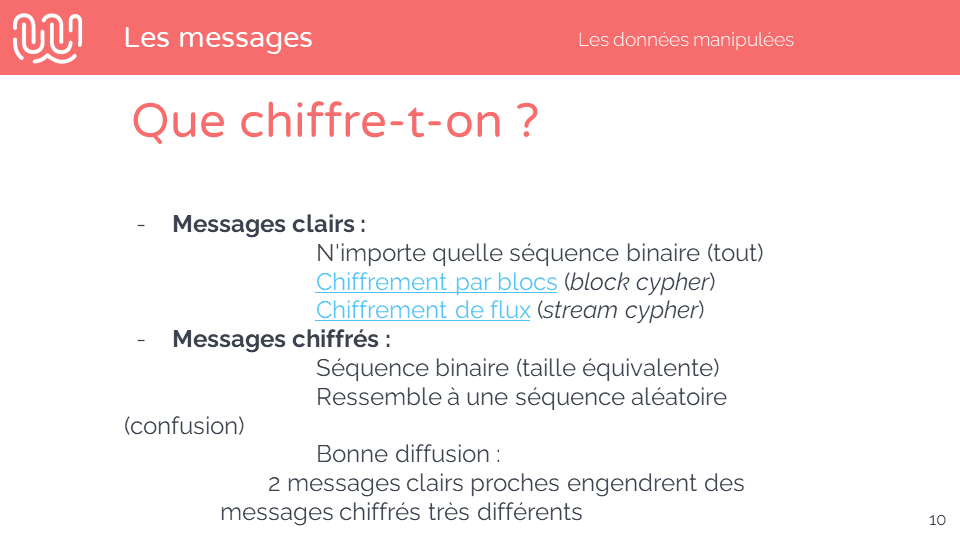 Les messages
Les données manipulées
Que chiffre-t-on ?
- Messages clairs :
N'importe quelle séquence binaire (tout)
Chiffrement par blocs (block cypher)
Chiffrement de flux (stream cypher)
- Messages chiffrés :
Séquence binaire (taille équivalente)
Ressemble à une séquence aléatoire
(confusion)
Bonne diffusion :
2 messages clairs proches engendrent des
messages chiffrés très différents
10